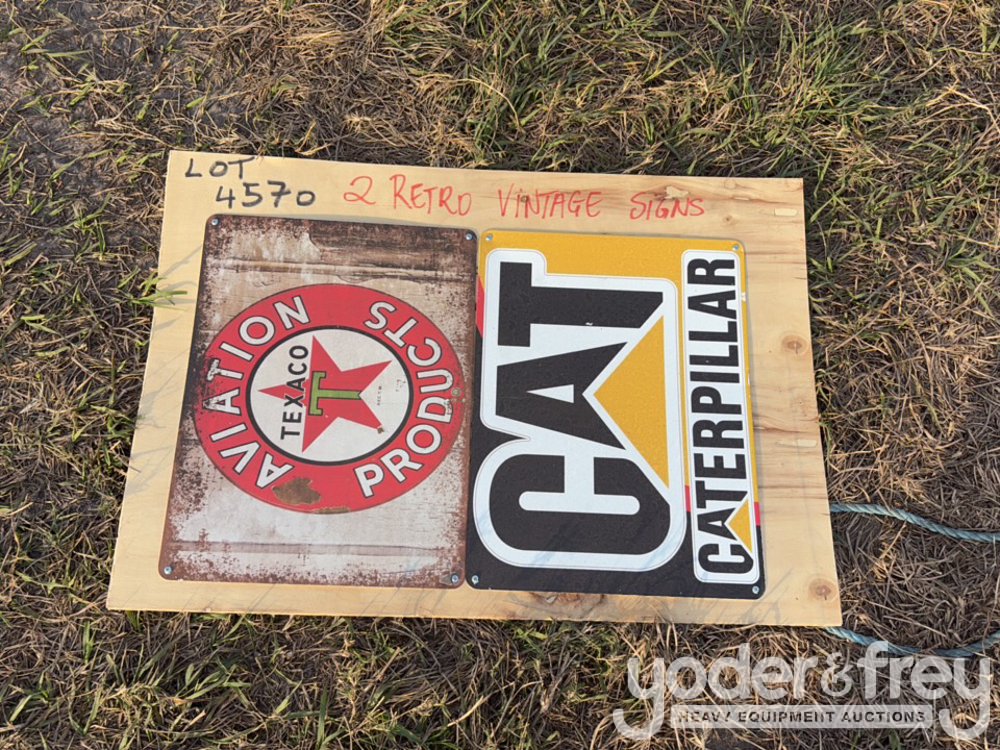 LOT
4570
2 RETRO VINTAGE SIGNS
AVIATION
PRODUCTS
TEXACO
T
CAT
CATERPILLAR
yoder&frey
HEAVY EQUIPMENT AUCTIONS